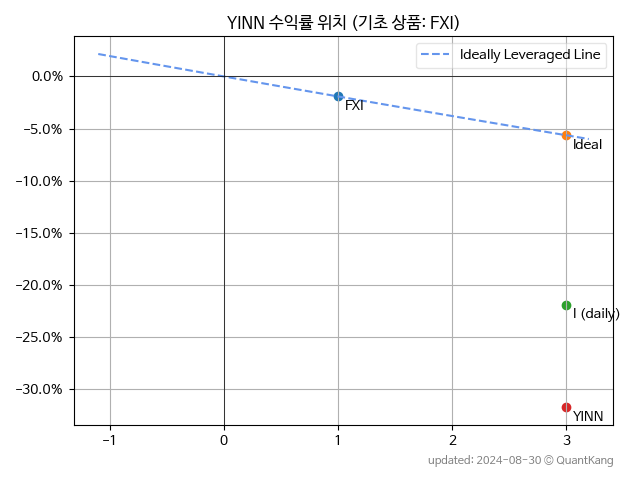 YINN 수익률 위치 (기초 상품: FXI)
Ideally Leveraged Line
0.0%
−5.0%
−10.0%
−15.0%
−20.0%
−25.0%
−30.0%
FXI
Ideal
I (daily)
YINN
−1
0
1
2
3
updated: 2024-08-30 © QuantKang